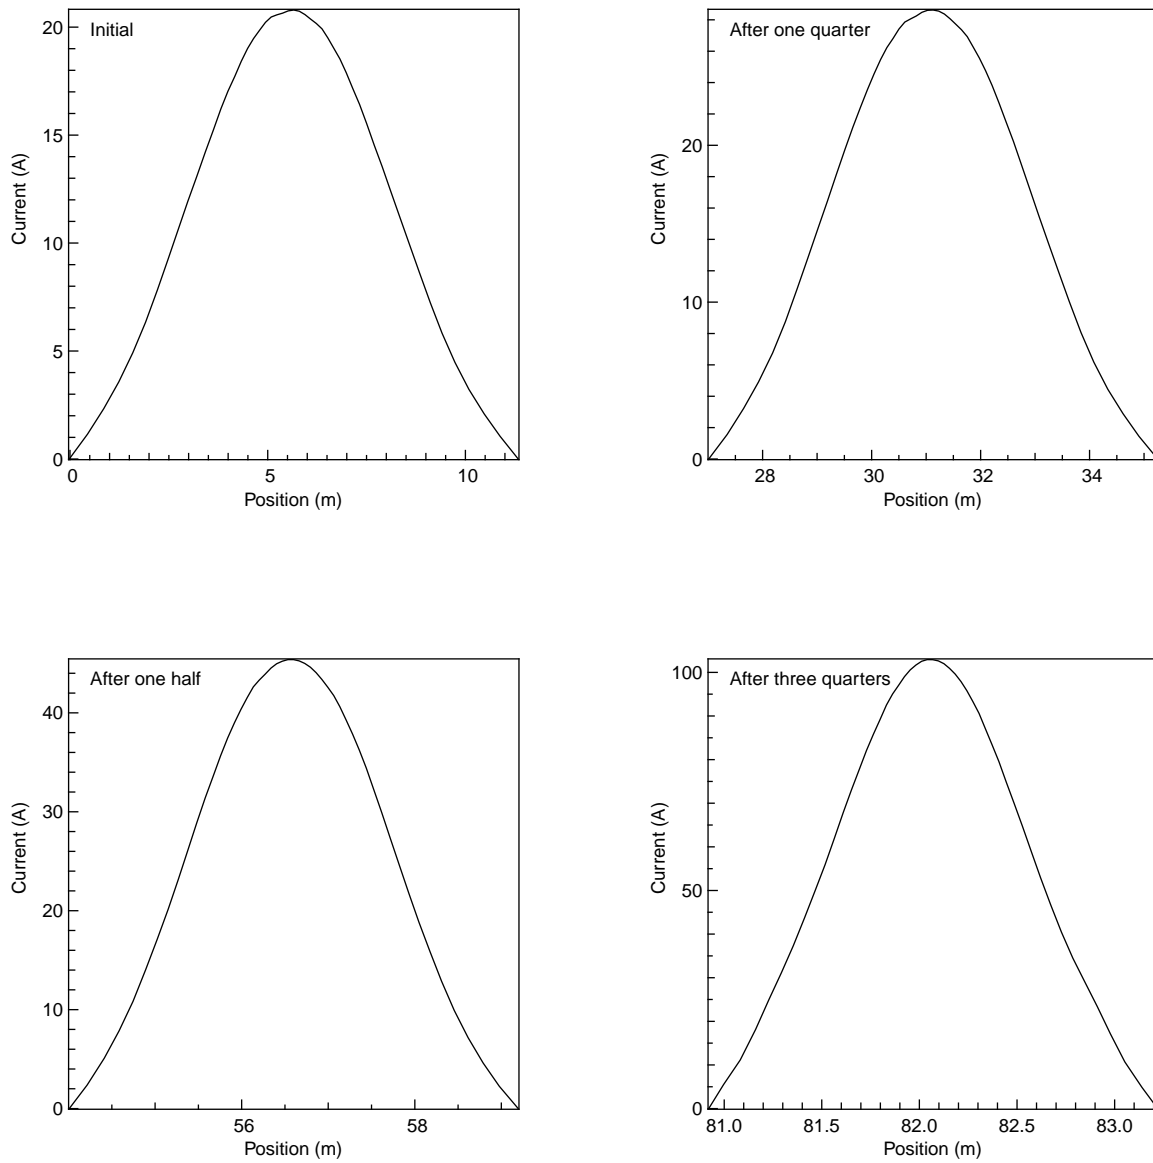 Initial
20
15
10
5
0
Current (A)
0 5 10
Position (m)
After one quarter
20
10
0
Current (A)
28 30 32 34
Position (m)
After one half
40
30
20
10
0
Current (A)
56 58
Position (m)
After three quarters
100
50
0
Current (A)
81.0 81.5 82.0 82.5 83.0
Position (m)